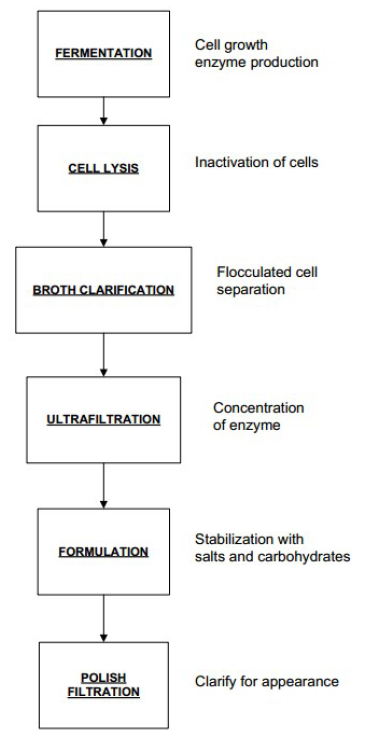 FERMENTATION
Cell growth
enzyme production
CELL LYSIS
Inactivation of cells
BROTH CLARIFICATION
Flocculated cell
separation
ULTRAFILTRATION
Concentration
of enzyme
FORMULATION
Stabilization with
salts and carbohydrates
POLISH
FILTRATION
Clarify for appearance